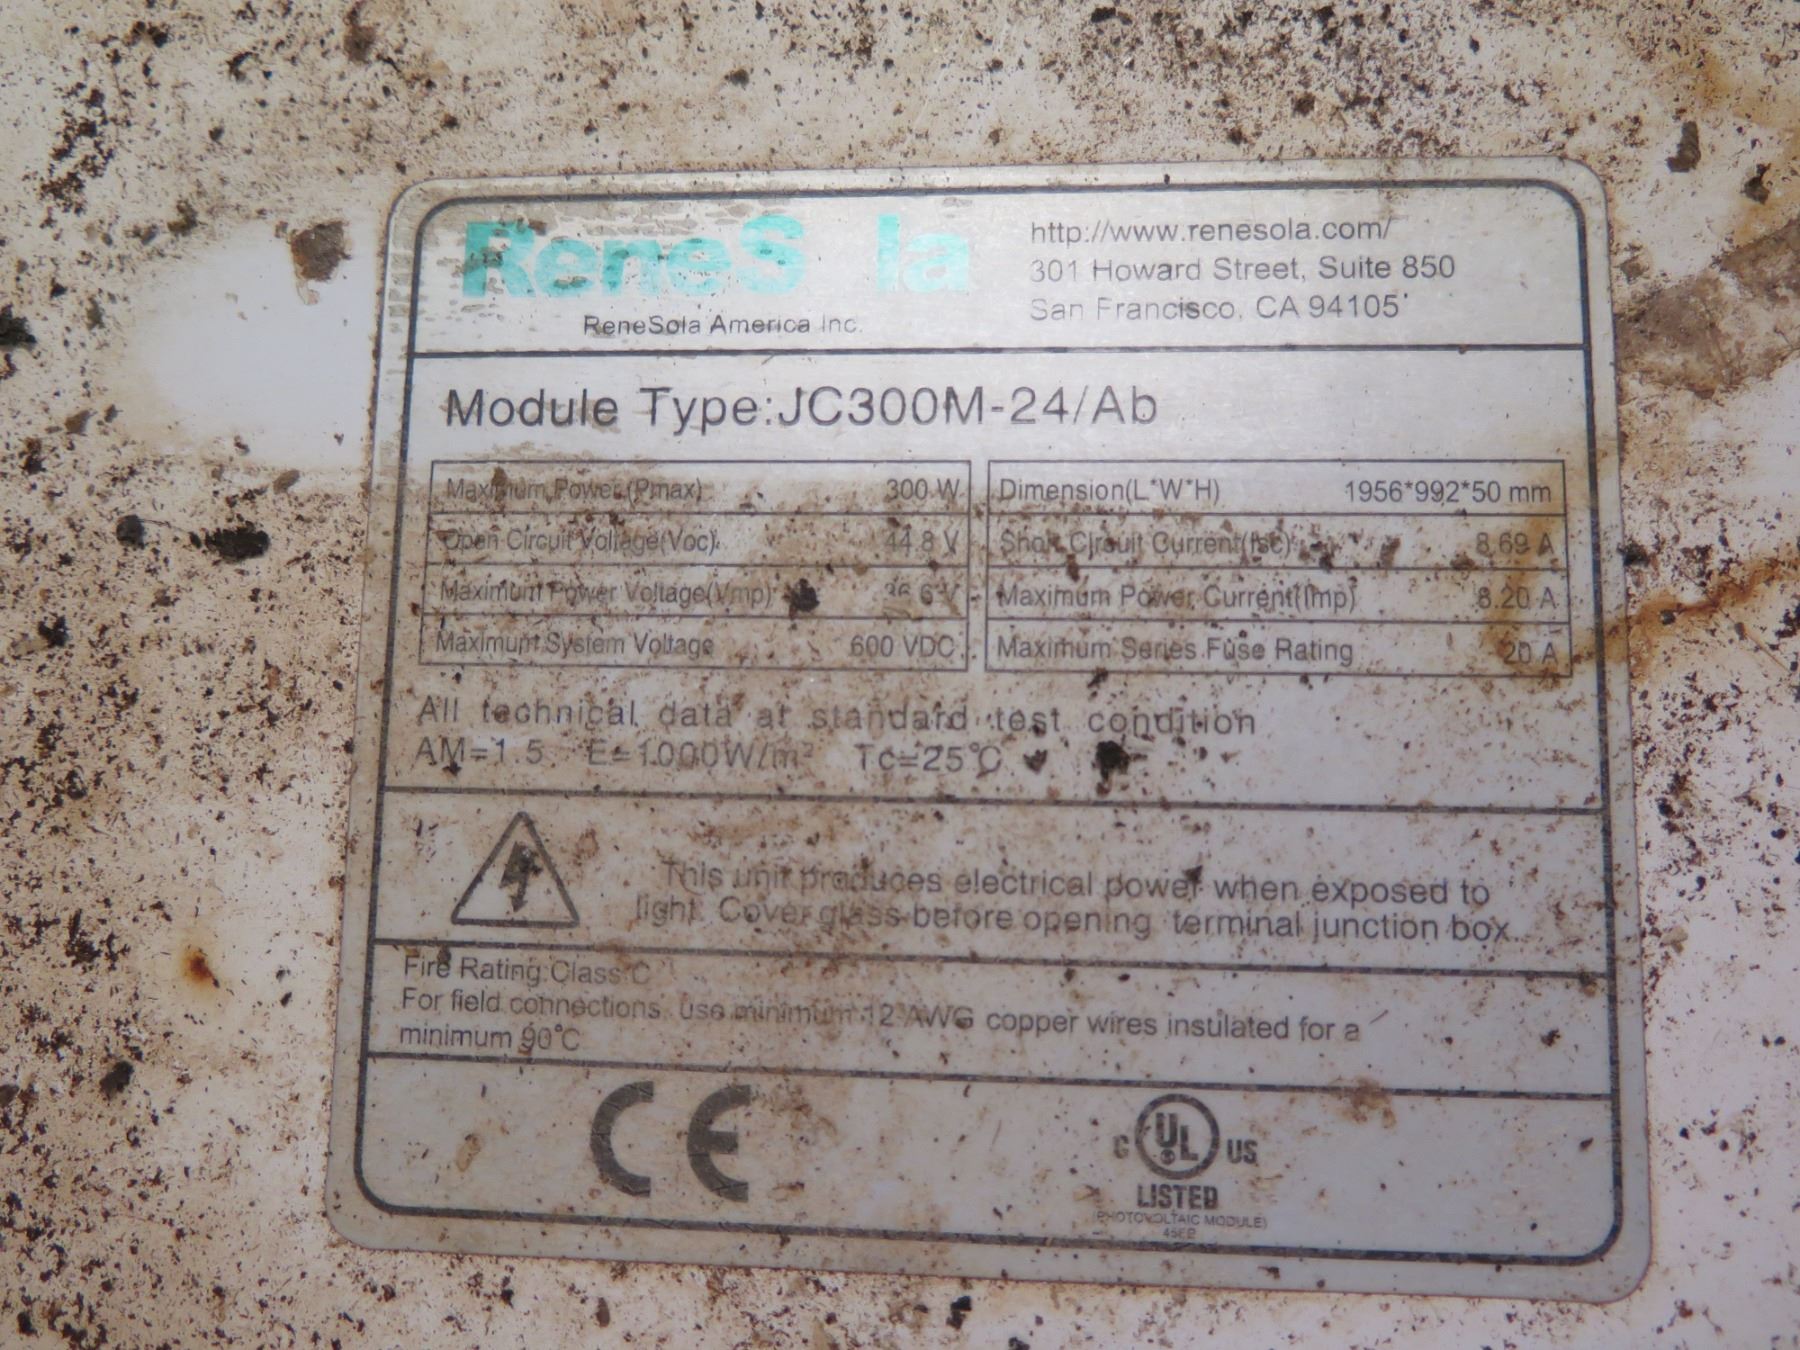 ReneS la
ReneSola America Inc.
http://www.renesola.com/
301 Howard Street, Suite 850
San Francisco, CA 94105
Module Type:JC300M-24/Ab
Maximum Power (Pmax) 300 W
Open Circuit Voltage(Voc) 44.8 V
Maximum Power Voltage(Vmp) 36.6 V
Maximum System Voltage 600 VDC
Dimension(L*W*H) 1956*992*50 mm
Short Circuit Current(Isc) 8.69 A
Maximum Power Current(Imp) 8.20 A
Maximum Series Fuse Rating 20 A
All technical data at standard test condition
AM=1.5 E=1000W/m² Tc=25°C
This unit produces electrical power when exposed to
light. Cover glass before opening terminal junction box.
Fire Rating:Class C
For field connections, use minimum 12 AWG copper wires insulated for a
minimum 90°C
CE
C UL US
LISTED
(PHOTOVOLTAIC MODULE)